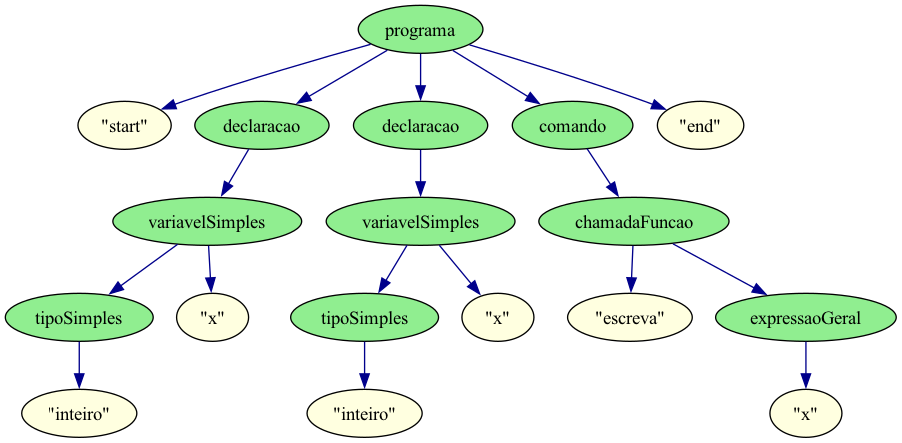 programa
"start"
declaracao
declaracao
comando
"end"
variavelSimples
variavelSimples
chamadaFuncao
tipoSimples
"x"
tipoSimples
"x"
"escreva"
expressaoGeral
"inteiro"
"inteiro"
"x"